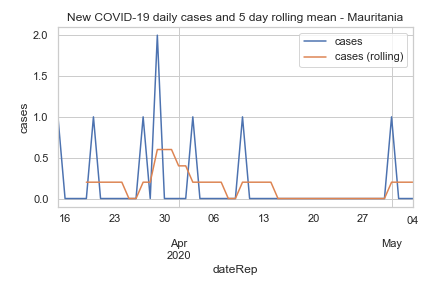 New COVID-19 daily cases and 5 day rolling mean - Mauritania
cases
cases (rolling)
2.0
1.5
1.0
0.5
0.0
cases
16 23 30 06 13 20 27 04
Apr May
2020
dateRep